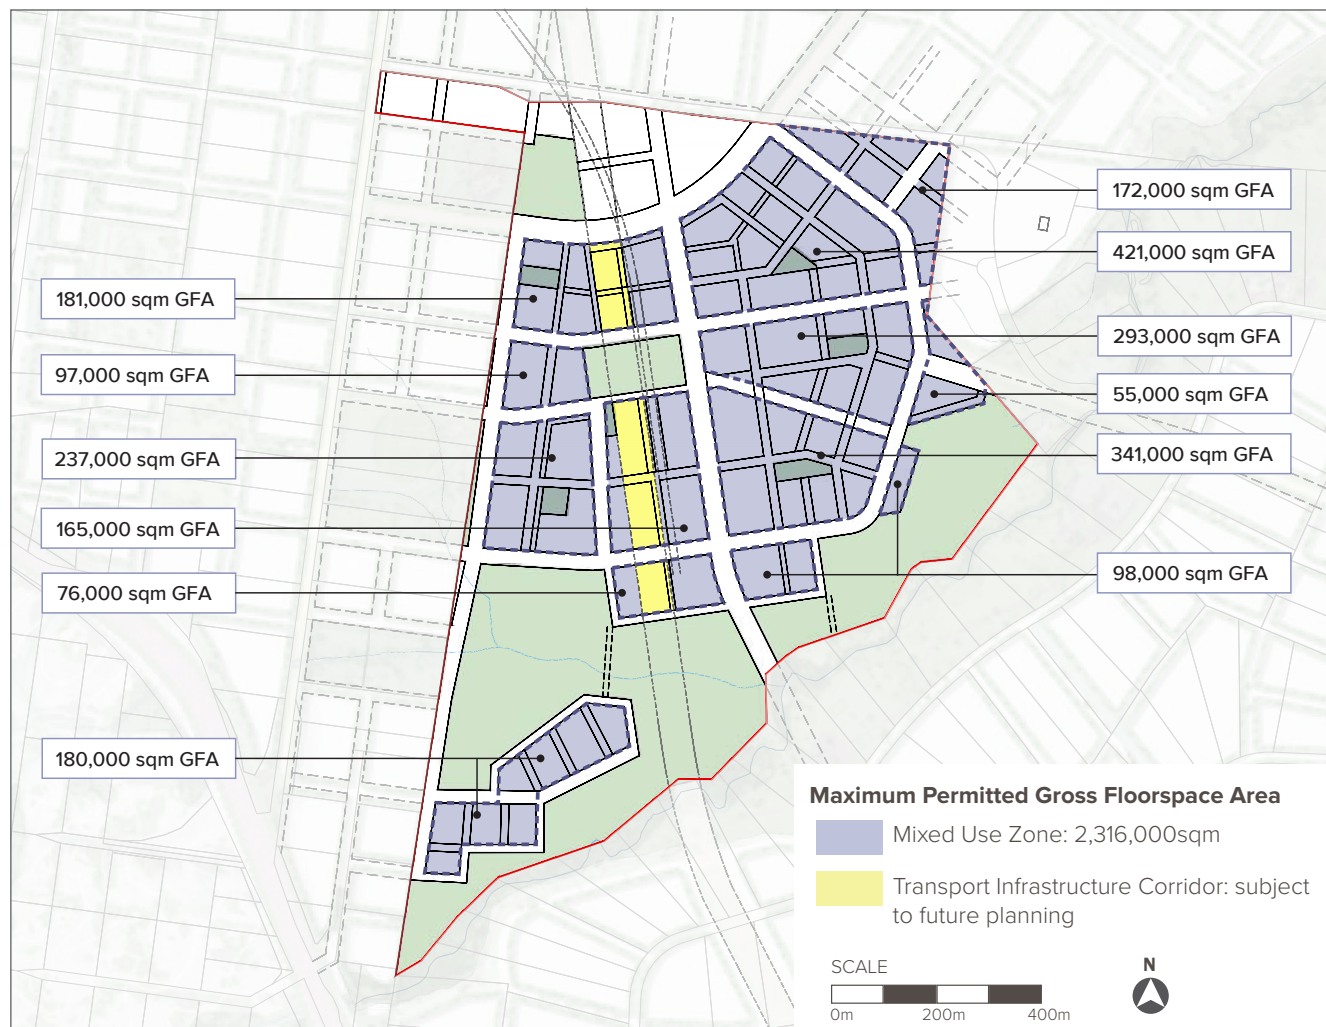 172,000 sqm GFA
421,000 sqm GFA
181,000 sqm GFA
293,000 sqm GFA
97,000 sqm GFA
55,000 sqm GFA
237,000 sqm GFA
341,000 sqm GFA
165,000 sqm GFA
98,000 sqm GFA
76,000 sqm GFA
180,000 sqm GFA
Maximum Permitted Gross Floorspace Area
Mixed Use Zone: 2,316,000sqm
Transport Infrastructure Corridor: subject
to future planning
SCALE
N
0m
200m
400m